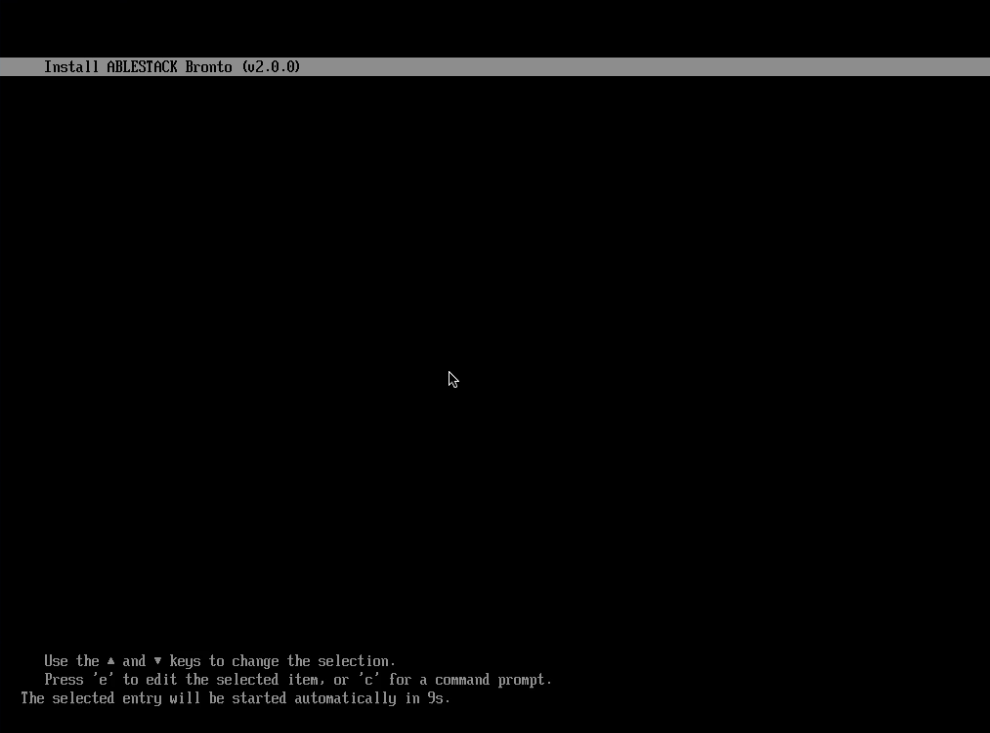 Install ABLESTACK Bronto (v2.0.0)
Use the ▲ and ▼ keys to change the selection.
Press 'e' to edit the selected item, or 'c' for a command prompt.
The selected entry will be started automatically in 9s.